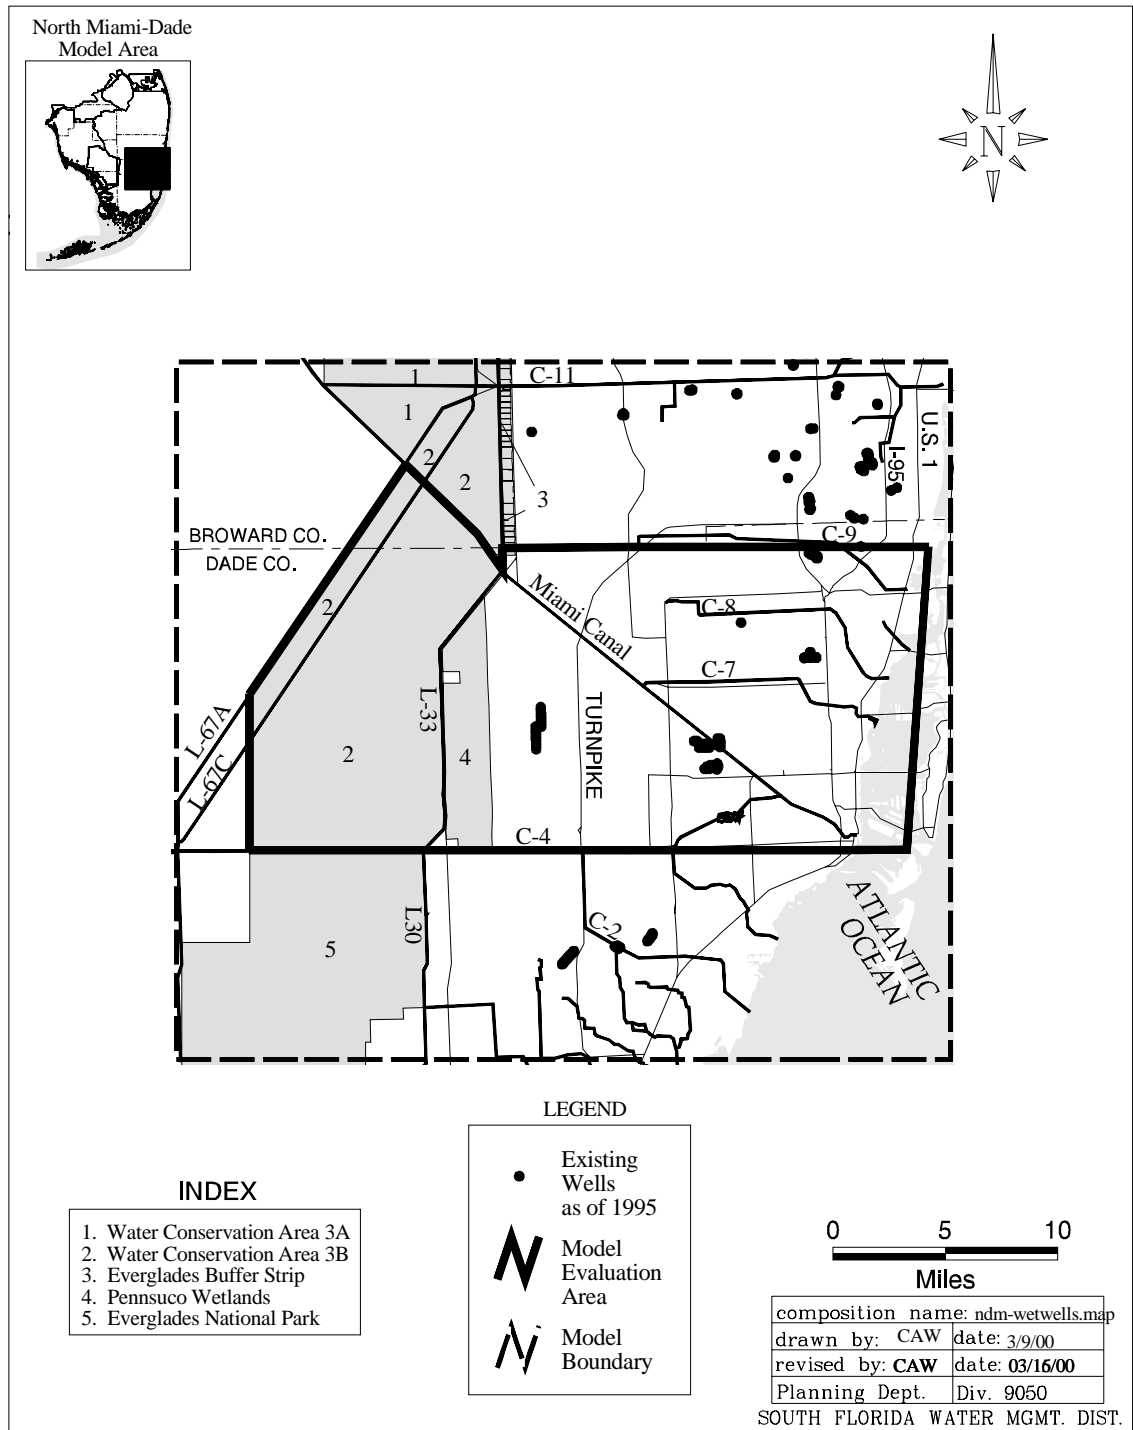 North Miami-Dade
Model Area
N
1
C-11
1
U.S. 1
2
I-95
2
3
BROWARD CO.
C-9
DADE CO.
Miami Canal
2
C-8
C-7
L-33
TURNPIKE
L-67A
2
4
L-67C
C-4
ATLANTIC
OCEAN
L30
C-2
5
LEGEND
Existing
Wells
as of 1995
Model
Evaluation
Area
Model
Boundary
INDEX
1. Water Conservation Area 3A
2. Water Conservation Area 3B
3. Everglades Buffer Strip
4. Pennsuco Wetlands
5. Everglades National Park
0 5 10
Miles
composition name: ndm-wetwells.map
drawn by: CAW date: 3/9/00
revised by: CAW date: 03/16/00
Planning Dept. Div. 9050
SOUTH FLORIDA WATER MGMT. DIST.